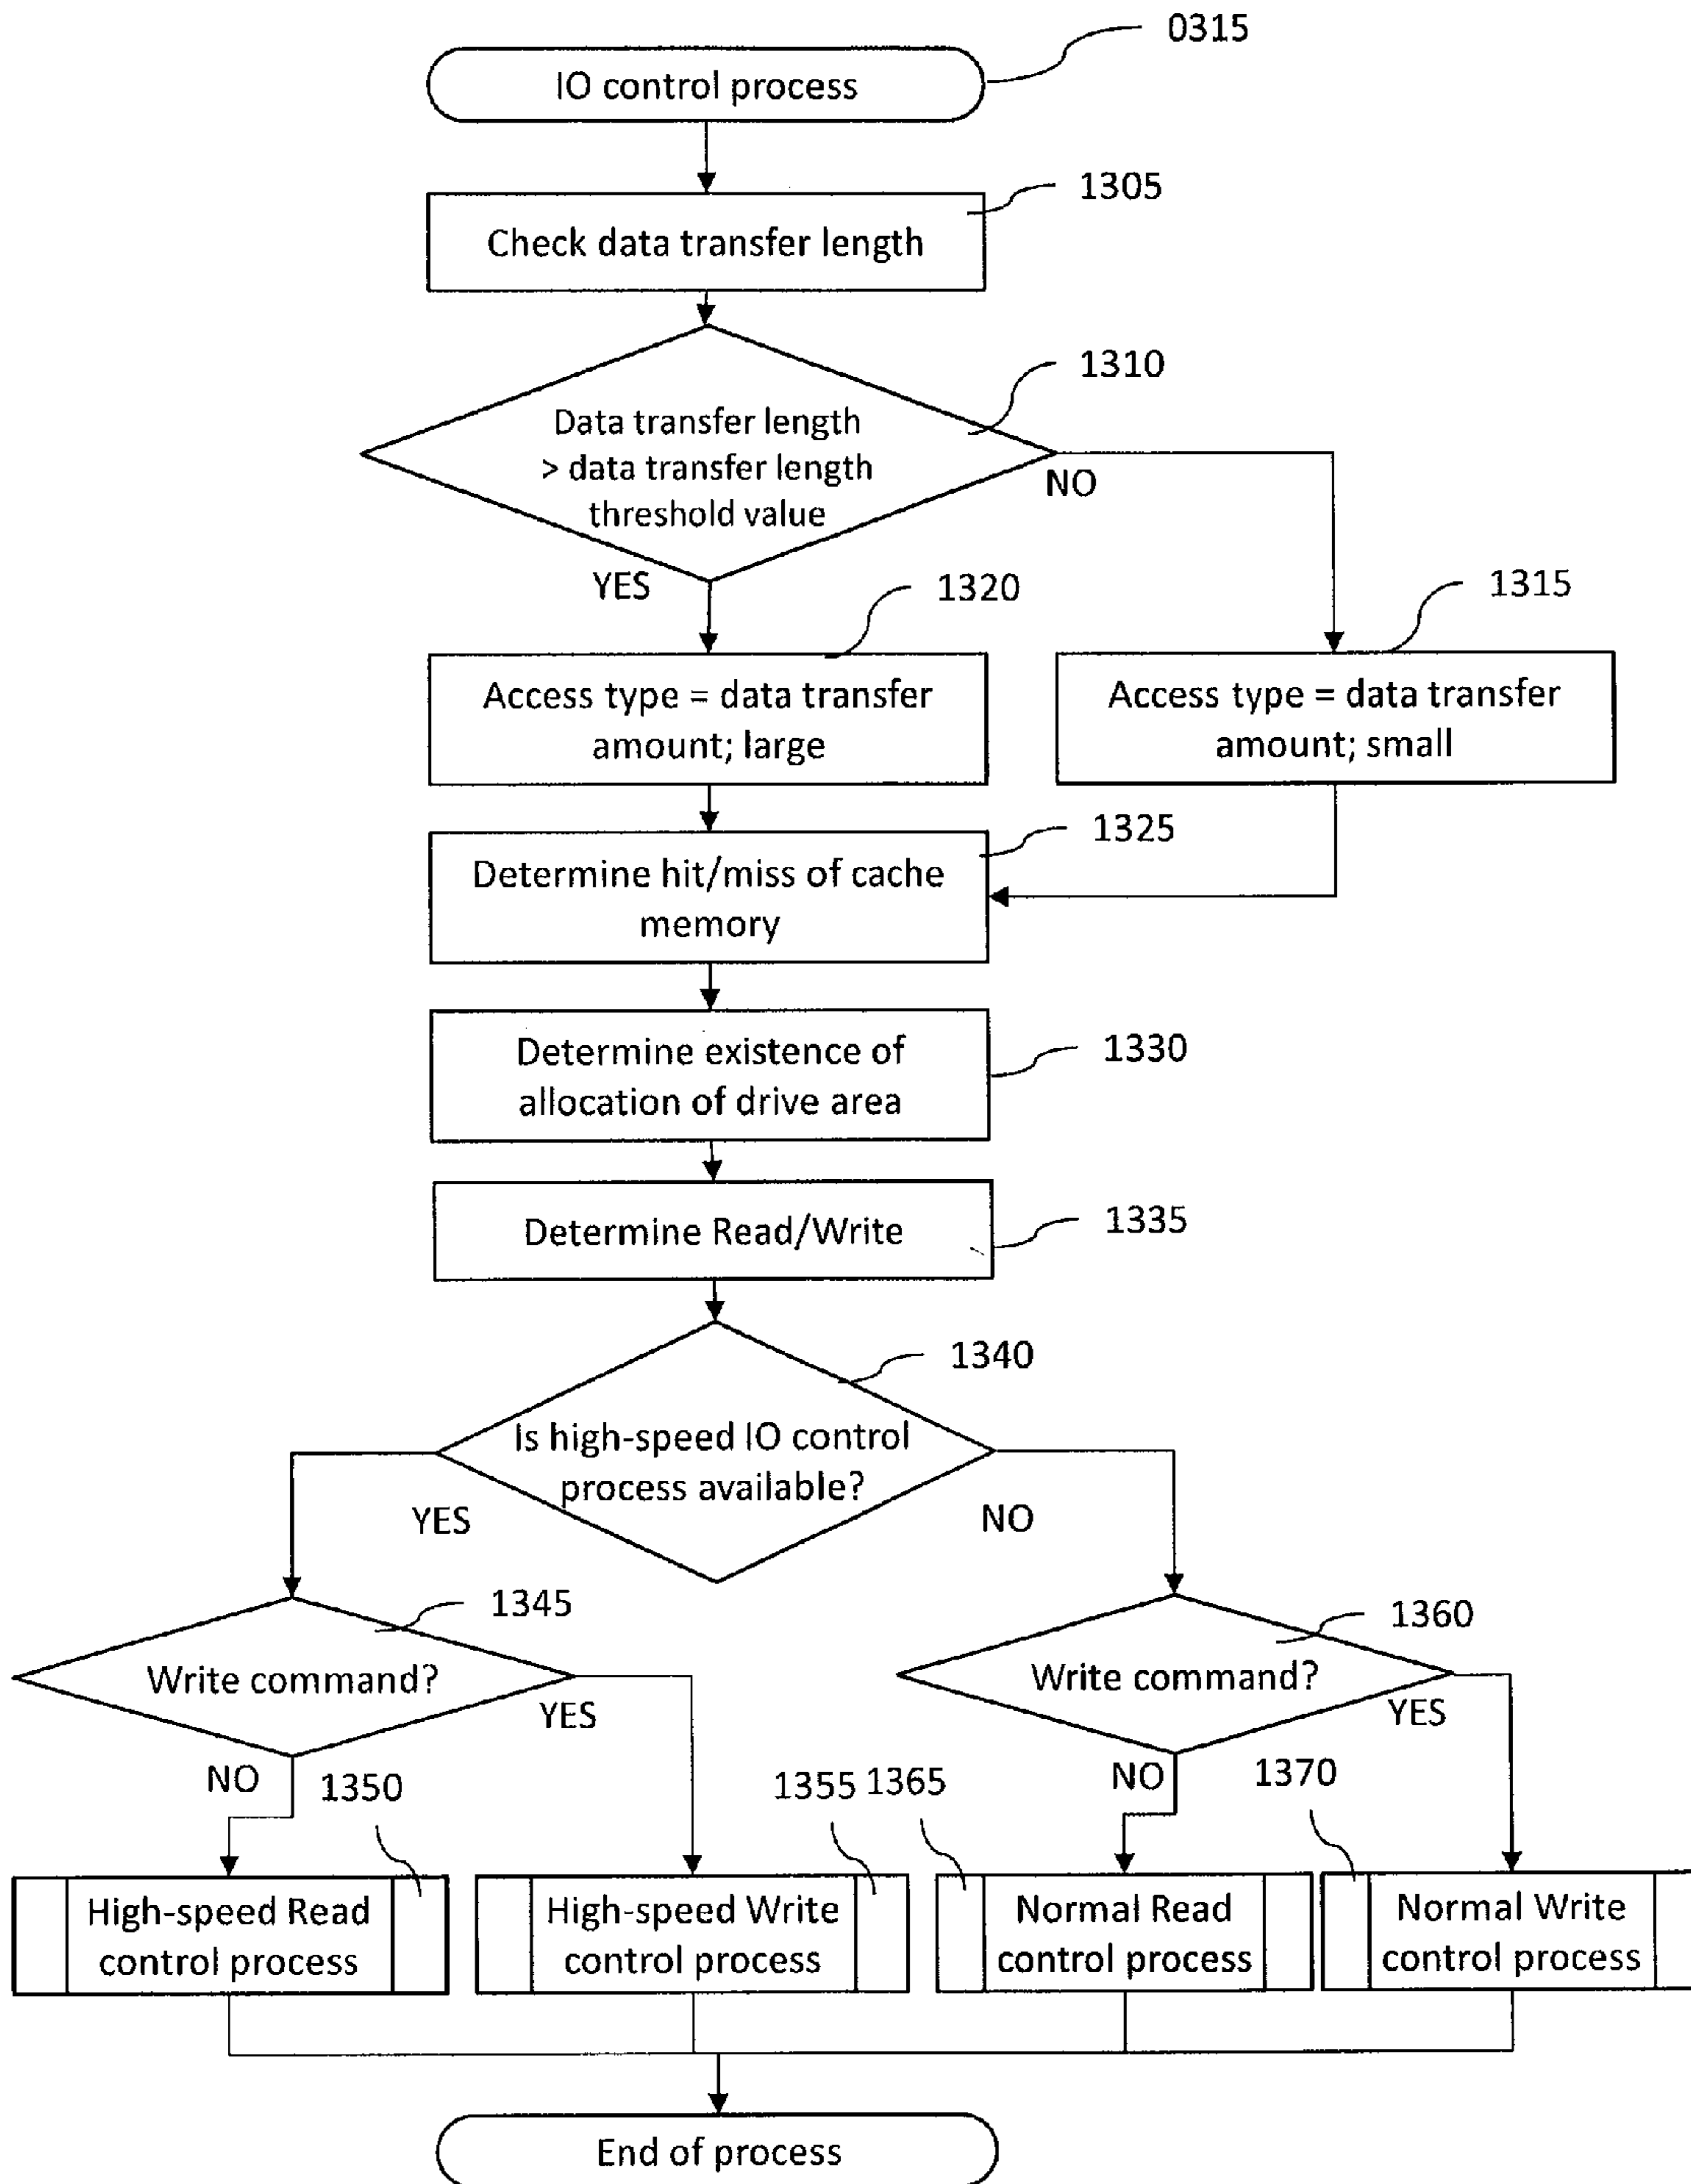 0315
IO control process
1305
Check data transfer length
1310
Data transfer length
> data transfer length
threshold value
NO
YES
1320
1315
Access type = data transfer
amount; large
Access type = data transfer
amount; small
1325
Determine hit/miss of cache
memory
Determine existence of
allocation of drive area
1330
Determine Read/Write
1335
1340
Is high-speed IO control
process available?
YES
NO
1345
1360
Write command?
Write command?
YES
YES
NO
1350
1355
1365
NO
1370
High-speed Read
control process
High-speed Write
control process
Normal Read
control process
Normal Write
control process
End of process